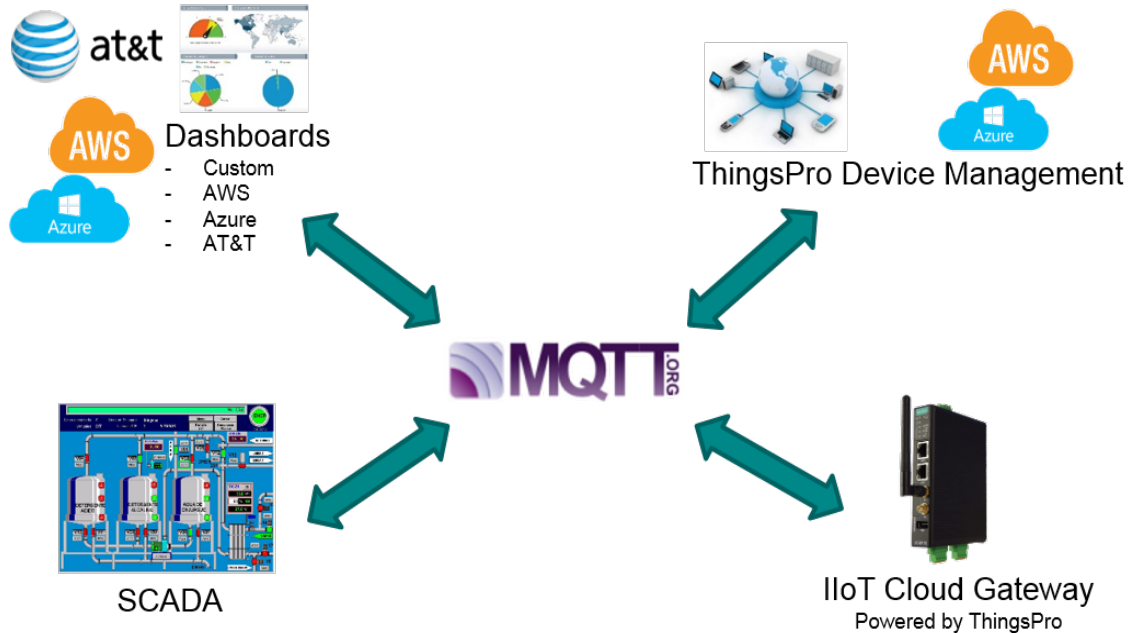 at&t
AWS
Azure
Dashboards
- Custom
- AWS
- Azure
- AT&T
AWS
Azure
ThingsPro Device Management
MQTT.ORG
SCADA
IIoT Cloud Gateway
Powered by ThingsPro